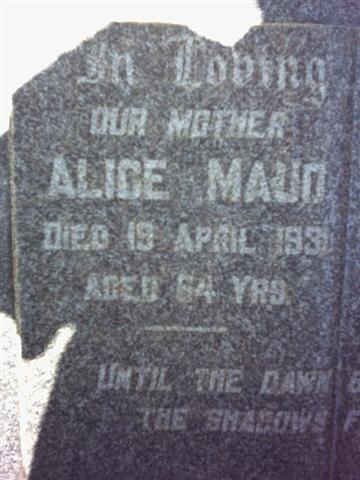 In Loving
OUR MOTHER
ALICE MAUD
DIED 19 APRIL
AGED 64 YRS.
UNTIL THE DAWN
THE SHADOWS